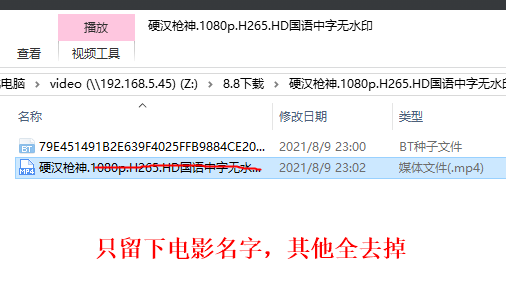 播放
硬汉枪神.1080p.H265.HD国语中字无水印
查看
视频工具
电脑 › video (\\192.168.5.45) (Z:) › 8.8下载 › 硬汉枪神.1080p.H265.HD国语中字无水印
名称
修改日期
类型
BT
79E451491B2E639F4025FFB9884CE20...
2021/8/9 23:00
BT种子文件
MP4
硬汉枪神.1080p.H265.HD国语中字无水...
2021/8/9 23:02
媒体文件(.mp4)
只留下电影名字，其他全去掉